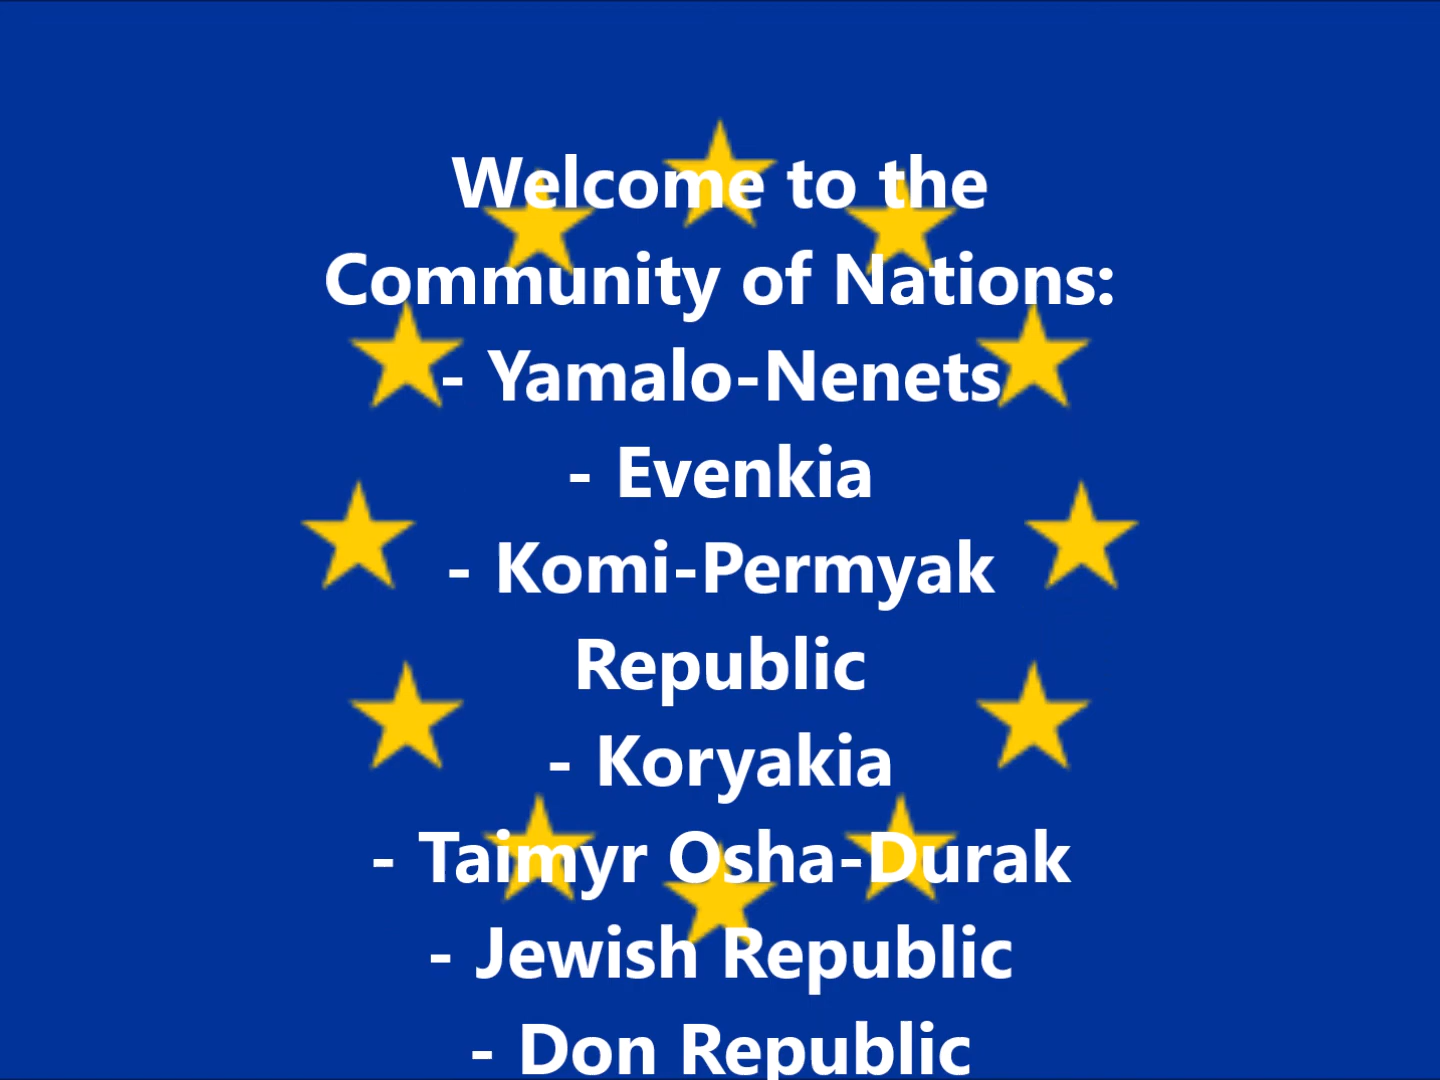 Welcome to the
Community of Nations:
- Yamalo-Nenets
- Evenkia
- Komi-Permyak
Republic
- Koryakia
- Taimyr Osha-Durak
- Jewish Republic
- Don Republic